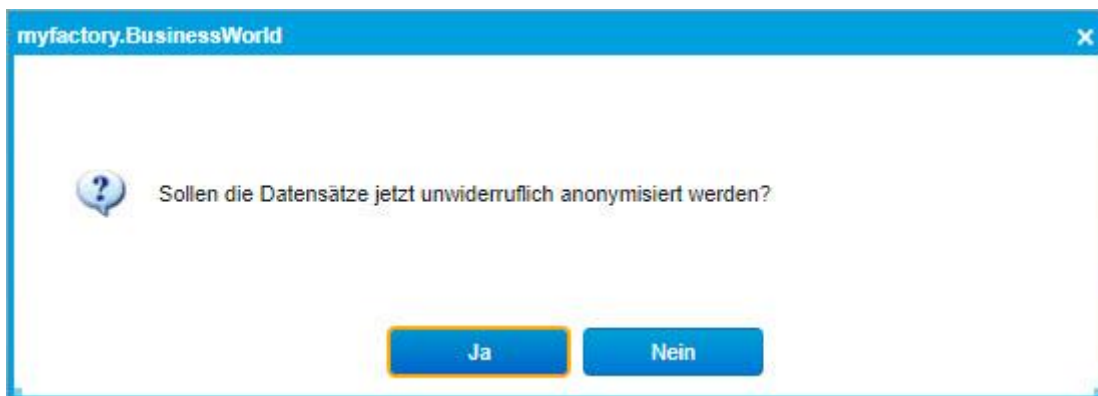 myfactory.BusinessWorld
Sollen die Datensätze jetzt unwiderruflich anonymisiert werden?
Ja
Nein